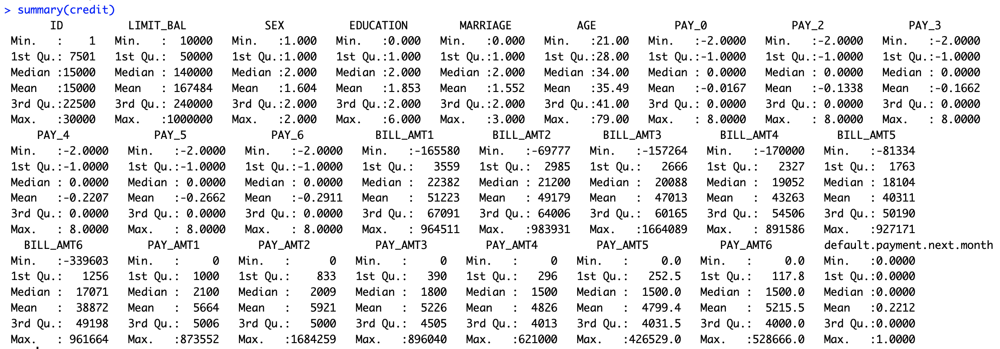 > summary(credit)
ID LIMIT_BAL SEX EDUCATION MARRIAGE AGE PAY_0 PAY_2 PAY_3
Min. : 1 Min. : 10000 Min. :1.000 Min. :0.000 Min. :0.000 Min. :21.00 Min. :-2.0000 Min. :-2.0000 Min. :-2.0000
1st Qu.: 7501 1st Qu.: 50000 1st Qu.:1.000 1st Qu.:1.000 1st Qu.:1.000 1st Qu.:28.00 1st Qu.:-1.0000 1st Qu.:-1.0000 1st Qu.:-1.0000
Median :15000 Median : 140000 Median :2.000 Median :2.000 Median :2.000 Median :34.00 Median : 0.0000 Median : 0.0000 Median : 0.0000
Mean :15000 Mean : 167484 Mean :1.604 Mean :1.853 Mean :1.552 Mean :35.49 Mean :-0.0167 Mean :-0.1338 Mean :-0.1662
3rd Qu.:22500 3rd Qu.: 240000 3rd Qu.:2.000 3rd Qu.:2.000 3rd Qu.:2.000 3rd Qu.:41.00 3rd Qu.: 0.0000 3rd Qu.: 0.0000 3rd Qu.: 0.0000
Max. :30000 Max. :1000000 Max. :2.000 Max. :6.000 Max. :3.000 Max. :79.00 Max. : 8.0000 Max. : 8.0000 Max. : 8.0000
PAY_4 PAY_5 PAY_6 BILL_AMT1 BILL_AMT2 BILL_AMT3 BILL_AMT4 BILL_AMT5
Min. :-2.0000 Min. :-2.0000 Min. :-2.0000 Min. :-165580 Min. :-69777 Min. :-157264 Min. :-170000 Min. :-81334
1st Qu.:-1.0000 1st Qu.:-1.0000 1st Qu.:-1.0000 1st Qu.: 3559 1st Qu.: 2985 1st Qu.: 2666 1st Qu.: 2327 1st Qu.: 1763
Median : 0.0000 Median : 0.0000 Median : 0.0000 Median : 22382 Median : 21200 Median : 20088 Median : 19052 Median : 18104
Mean :-0.2207 Mean :-0.2662 Mean :-0.2911 Mean : 51223 Mean : 49179 Mean : 47013 Mean : 43263 Mean : 40311
3rd Qu.: 0.0000 3rd Qu.: 0.0000 3rd Qu.: 0.0000 3rd Qu.: 67091 3rd Qu.: 64006 3rd Qu.: 60165 3rd Qu.: 54506 3rd Qu.: 50190
Max. : 8.0000 Max. : 8.0000 Max. : 8.0000 Max. : 964511 Max. :983931 Max. :1664089 Max. : 891586 Max. :927171
BILL_AMT6 PAY_AMT1 PAY_AMT2 PAY_AMT3 PAY_AMT4 PAY_AMT5 PAY_AMT6 default.payment.next.month
Min. :-339603 Min. : 0 Min. : 0 Min. : 0 Min. : 0 Min. : 0.0 Min. : 0.0 Min. :0.0000
1st Qu.: 1256 1st Qu.: 1000 1st Qu.: 833 1st Qu.: 390 1st Qu.: 296 1st Qu.: 252.5 1st Qu.: 117.8 1st Qu.:0.0000
Median : 17071 Median : 2100 Median : 2009 Median : 1800 Median : 1500 Median : 1500.0 Median : 1500.0 Median :0.0000
Mean : 38872 Mean : 5664 Mean : 5921 Mean : 5226 Mean : 4826 Mean : 4799.4 Mean : 5215.5 Mean :0.2212
3rd Qu.: 49198 3rd Qu.: 5006 3rd Qu.: 5000 3rd Qu.: 4505 3rd Qu.: 4013 3rd Qu.: 4031.5 3rd Qu.: 4000.0 3rd Qu.:0.0000
Max. : 961664 Max. :873552 Max. :1684259 Max. :896040 Max. :621000 Max. :426529.0 Max. :528666.0 Max. :1.0000